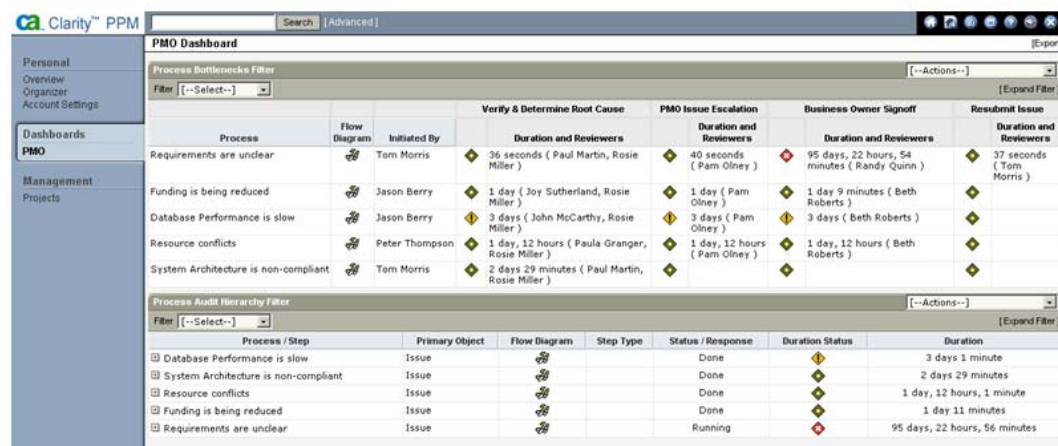 ca Clarity™ PPM Search [Advanced]
PMO Dashboard [Expor
Personal
Overview
Organizer
Account Settings
Dashboards
PMO
Management
Projects
Process Bottlenecks Filter [--Actions--]
Filter [--Select--] [Expand Filter
Verify & Determine Root Cause PMO Issue Escalation Business Owner Signoff Resubmit Issue
Process Flow Diagram Initiated By Duration and Reviewers Duration and Reviewers Duration and Reviewers Duration and Reviewers
Requirements are unclear Tom Morris 36 seconds ( Paul Martin, Rosie Miller ) 40 seconds ( Pam Olney ) 95 days, 22 hours, 54 minutes ( Randy Quinn ) 37 seconds ( Tom Morris )
Funding is being reduced Jason Berry 1 day ( Joy Sutherland, Rosie Miller ) 1 day ( Pam Olney ) 1 day 9 minutes ( Beth Roberts )
Database Performance is slow Jason Berry 3 days ( John McCarthy, Rosie Miller ) 3 days ( Pam Olney ) 3 days ( Beth Roberts )
Resource conflicts Peter Thompson 1 day, 12 hours ( Paula Granger, Rosie Miller ) 1 day, 12 hours ( Pam Olney ) 1 day, 12 hours ( Beth Roberts )
System Architecture is non-compliant Tom Morris 2 days 29 minutes ( Paul Martin, Rosie Miller )
Process Audit Hierarchy Filter [--Actions--]
Filter [--Select--] [Expand Filter
Process / Step Primary Object Flow Diagram Step Type Status / Response Duration Status Duration
Database Performance is slow Issue Done 3 days 1 minute
System Architecture is non-compliant Issue Done 2 days 29 minutes
Resource conflicts Issue Done 1 day, 12 hours, 1 minute
Funding is being reduced Issue Done 1 day 11 minutes
Requirements are unclear Issue Running 95 days, 22 hours, 56 minutes